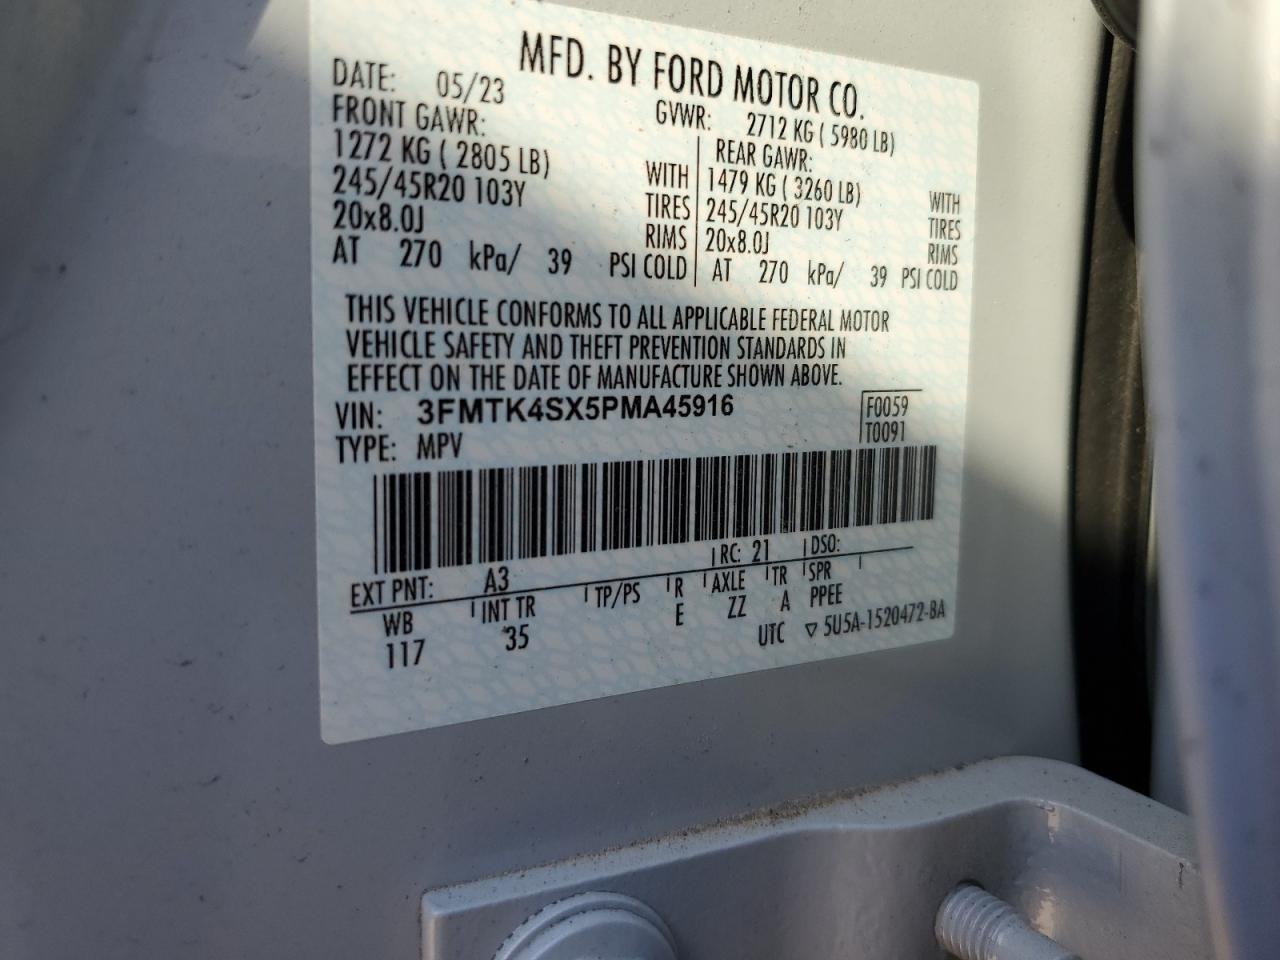 MFD. BY FORD MOTOR CO.
DATE: 05/23 GVWR: 2712 KG ( 5980 LB)
FRONT GAWR: REAR GAWR:
1272 KG ( 2805 LB) WITH 1479 KG ( 3260 LB) WITH
245/45R20 103Y TIRES 245/45R20 103Y TIRES
20x8.0J RIMS 20x8.0J RIMS
AT 270 kPa/ 39 PSI COLD AT 270 kPa/ 39 PSI COLD
THIS VEHICLE CONFORMS TO ALL APPLICABLE FEDERAL MOTOR
VEHICLE SAFETY AND THEFT PREVENTION STANDARDS IN
EFFECT ON THE DATE OF MANUFACTURE SHOWN ABOVE.
VIN: 3FMTK4SX5PMA45916 F0059
TYPE: MPV T0091
EXT PNT: A3 RC: 21 DSO:
WB INT TR TP/PS R AXLE TR SPR
117 35 E ZZ A PPEE
UTC ▽ 5U5A-1520472-BA